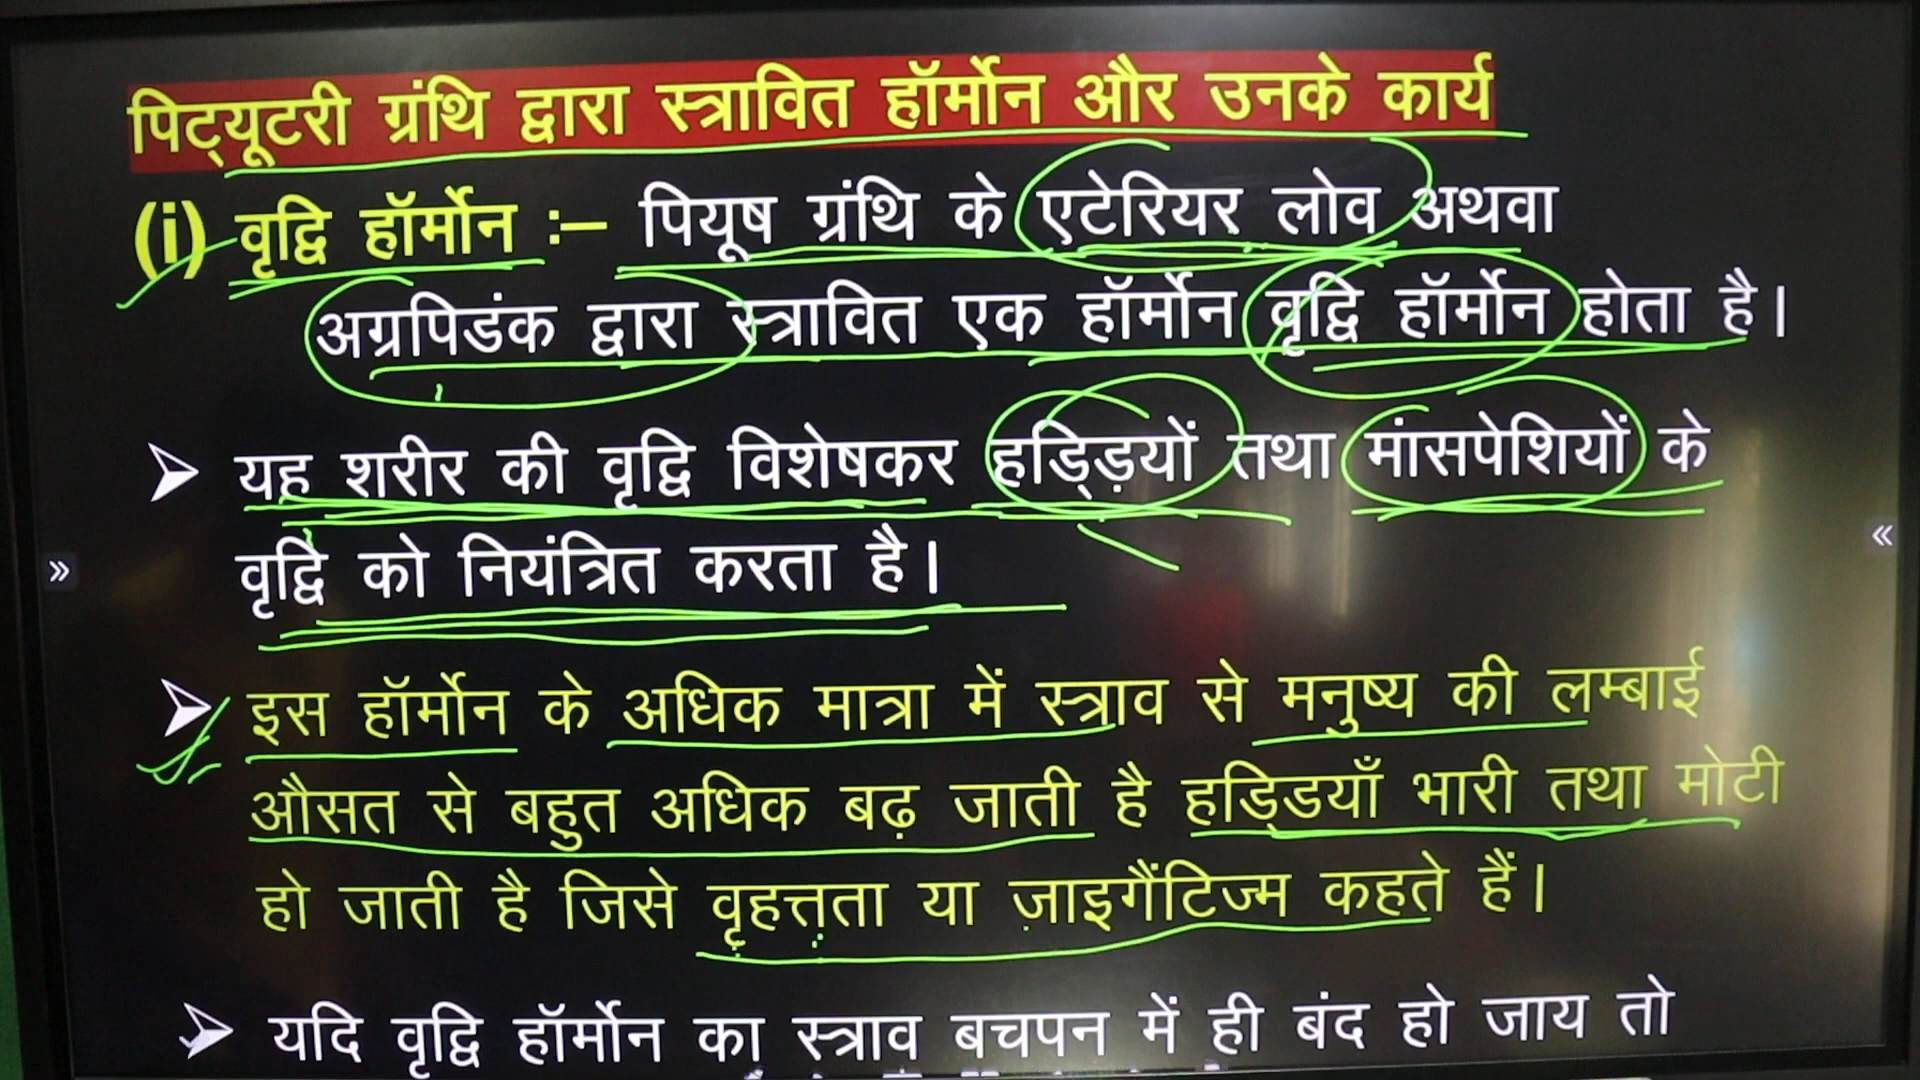 पिट्यूटरी ग्रंथि द्वारा स्त्रावित हॉर्मोन और उनके कार्य
(i) वृद्वि हॉर्मोन :– पियूष ग्रंथि के एटेरियर लोव अथवा
अग्रपिडंक द्वारा स्त्रावित एक हॉर्मोन वृद्वि हॉर्मोन होता है।
➢ यह शरीर की वृद्वि विशेषकर हड्ड़ियों तथा मांसपेशियों के
» वृद्वि को नियंत्रित करता है। «
➢ इस हॉर्मोन के अधिक मात्रा में स्त्राव से मनुष्य की लम्बाई
औसत से बहुत अधिक बढ़ जाती है हड्डियाँ भारी तथा मोटी
हो जाती है जिसे वृहत्तता या ज़ाइगैंटिज्म कहते हैं।
➢ यदि वृद्वि हॉर्मोन का स्त्राव बचपन में ही बंद हो जाय तो